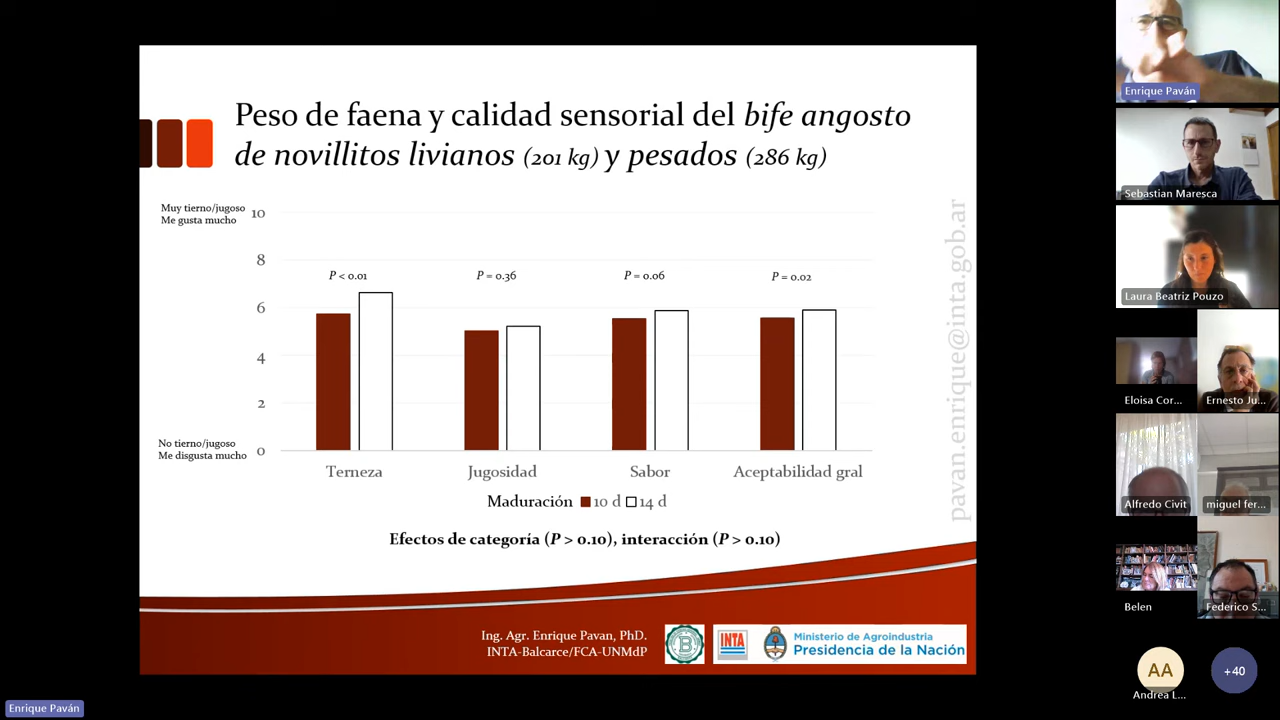 Peso de faena y calidad sensorial del bife angosto
de novillitos livianos (201 kg) y pesados (286 kg)
Muy tierno/jugoso
Me gusta mucho
10
8
6
4
2
0
No tierno/jugoso
Me disgusta mucho
P < 0.01
P = 0.36
P = 0.06
P = 0.02
Terneza
Jugosidad
Sabor
Aceptabilidad gral
Maduración 10 d 14 d
Efectos de categoría (P > 0.10), interacción (P > 0.10)
pavan.enrique@inta.gob.ar
Ing. Agr. Enrique Pavan, PhD.
INTA-Balcarce/FCA-UNMdP
INTA
Ministerio de Agroindustria
Presidencia de la Nación
Enrique Paván
Sebastian Maresca
Laura Beatriz Pouzo
Eloisa Cor...
Ernesto Ju...
Alfredo Civit
miguel fer...
Belen
Federico S...
AA
Andrea L...
+40
Enrique Paván